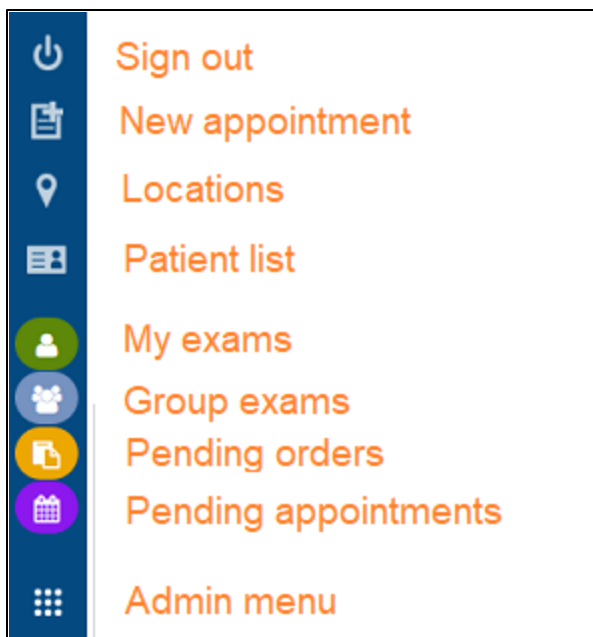 Sign out
New appointment
Locations
Patient list
My exams
Group exams
Pending orders
Pending appointments
Admin menu